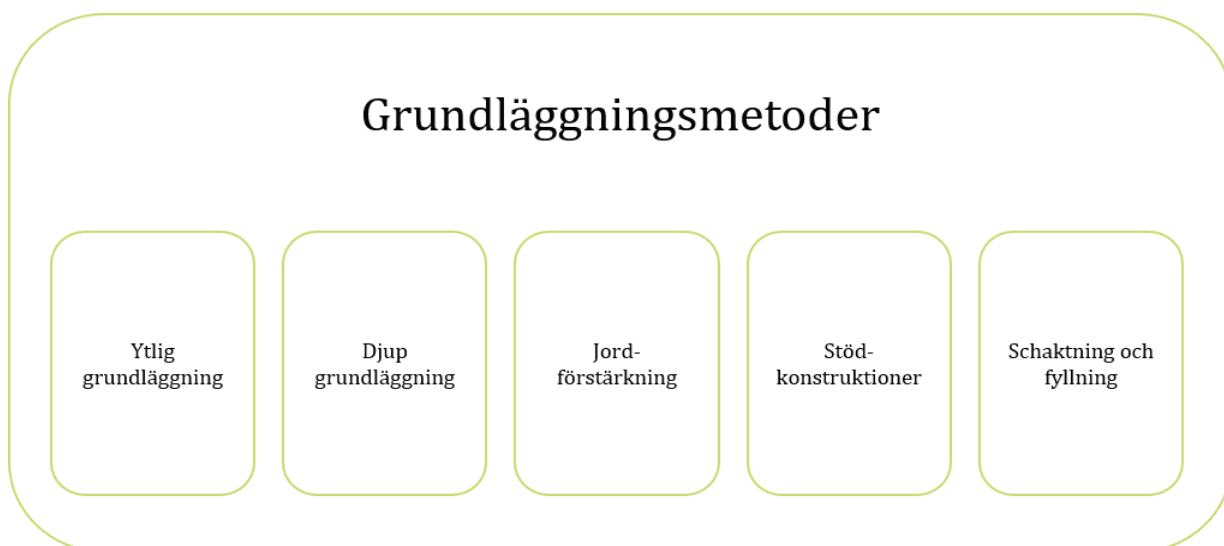 Grundläggningsmetoder
Ytlig
grundläggning
Djup
grundläggning
Jord-
förstärkning
Stöd-
konstruktioner
Schaktning och
fyllning